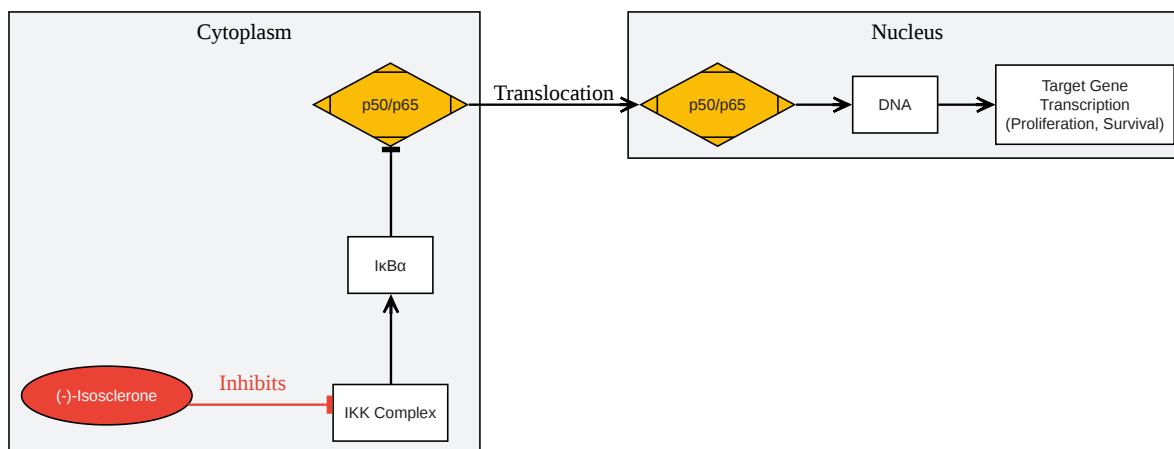 Cytoplasm
p50/p65
Translocation
IκBα
(-)-Isosclerone
Inhibits
IKK Complex
Nucleus
p50/p65
DNA
Target Gene
Transcription
(Proliferation, Survival)